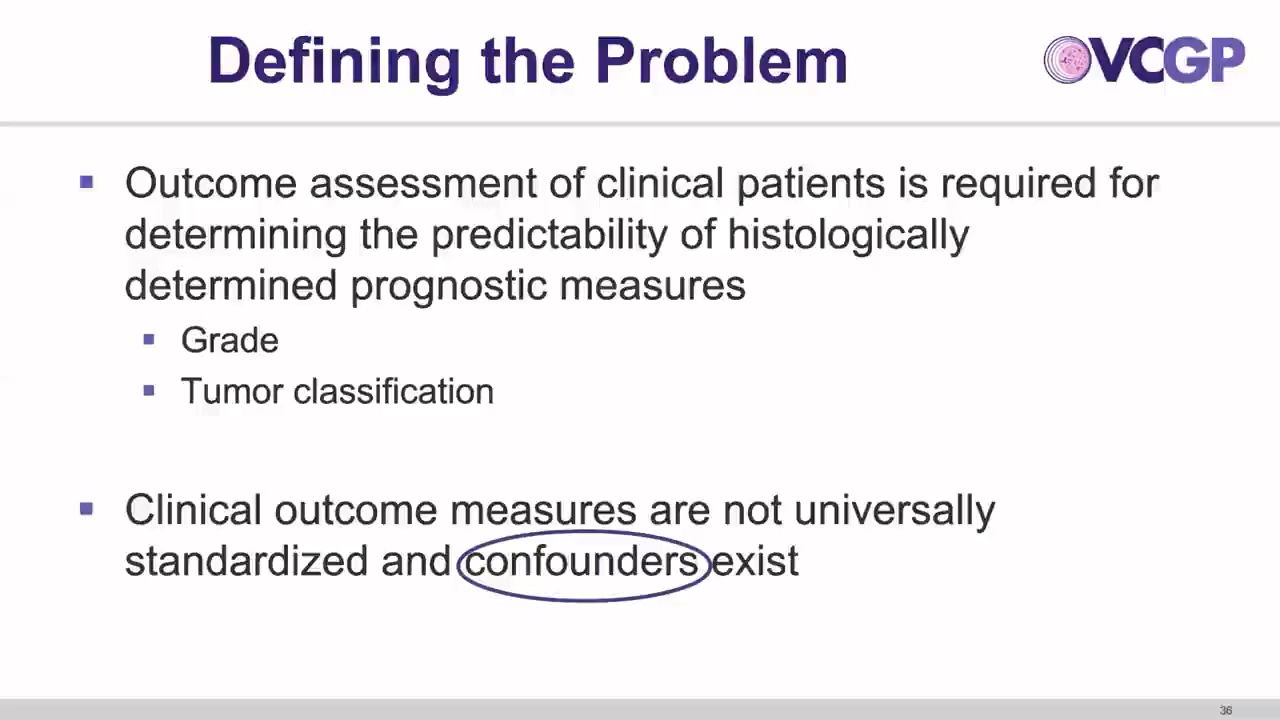 Defining the Problem
OVCGP
▪ Outcome assessment of clinical patients is required for
determining the predictability of histologically
determined prognostic measures
▪ Grade
▪ Tumor classification
▪ Clinical outcome measures are not universally
standardized and confounders exist
36